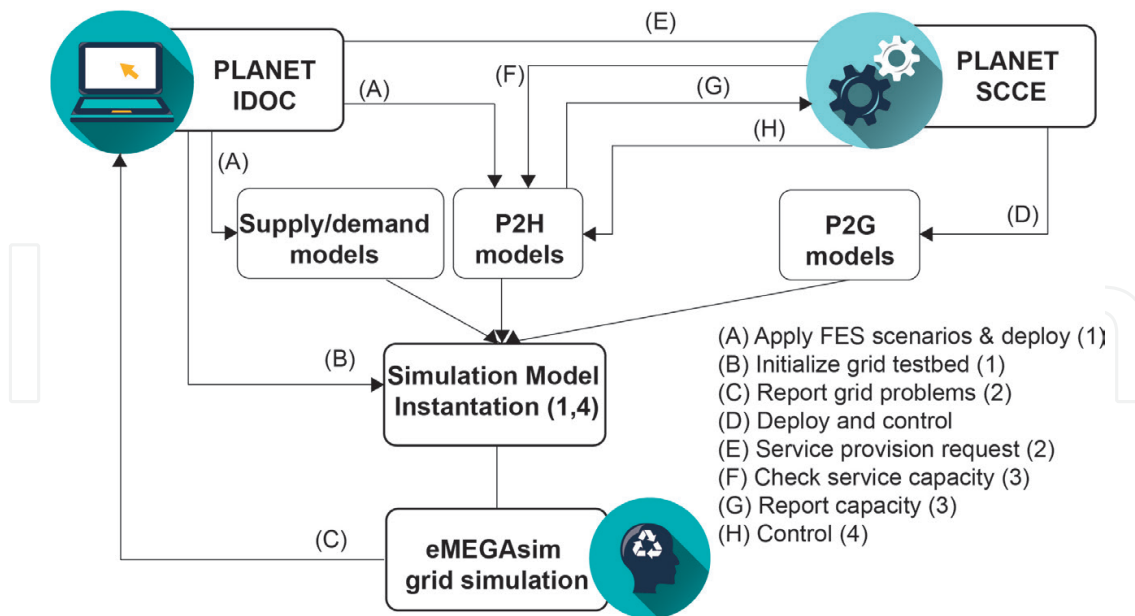 (E)
PLANET
IDOC
(A)
(F)
(G)
PLANET
SCCE
(H)
(A)
Supply/demand
models
P2H
models
P2G
models
(D)
(B)
Simulation Model
Instantation (1,4)
(A) Apply FES scenarios & deploy (1)
(B) Initialize grid testbed (1)
(C) Report grid problems (2)
(D) Deploy and control
(E) Service provision request (2)
(F) Check service capacity (3)
(G) Report capacity (3)
(H) Control (4)
(C)
eMEGAsim
grid simulation